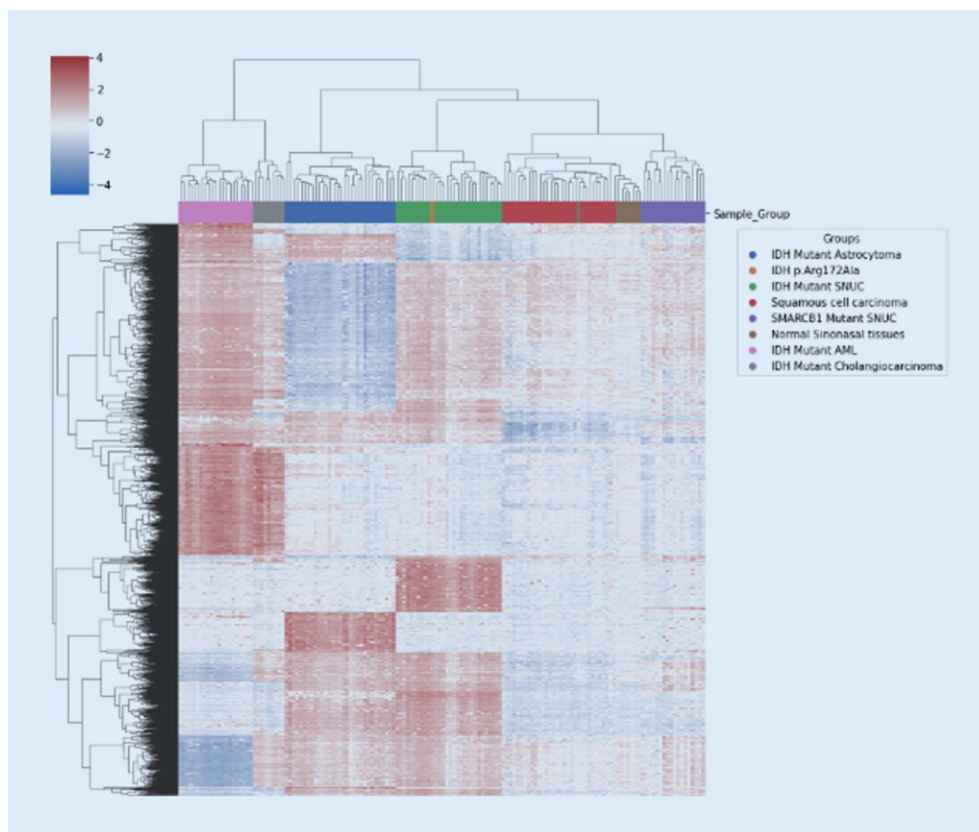 4
2
0
−2
−4
Sample_Group
Groups
IDH Mutant Astrocytoma
IDH p.Arg172Ala
IDH Mutant SNUC
Squamous cell carcinoma
SMARCB1 Mutant SNUC
Normal Sinonasal tissues
IDH Mutant AML
IDH Mutant Cholangiocarcinoma